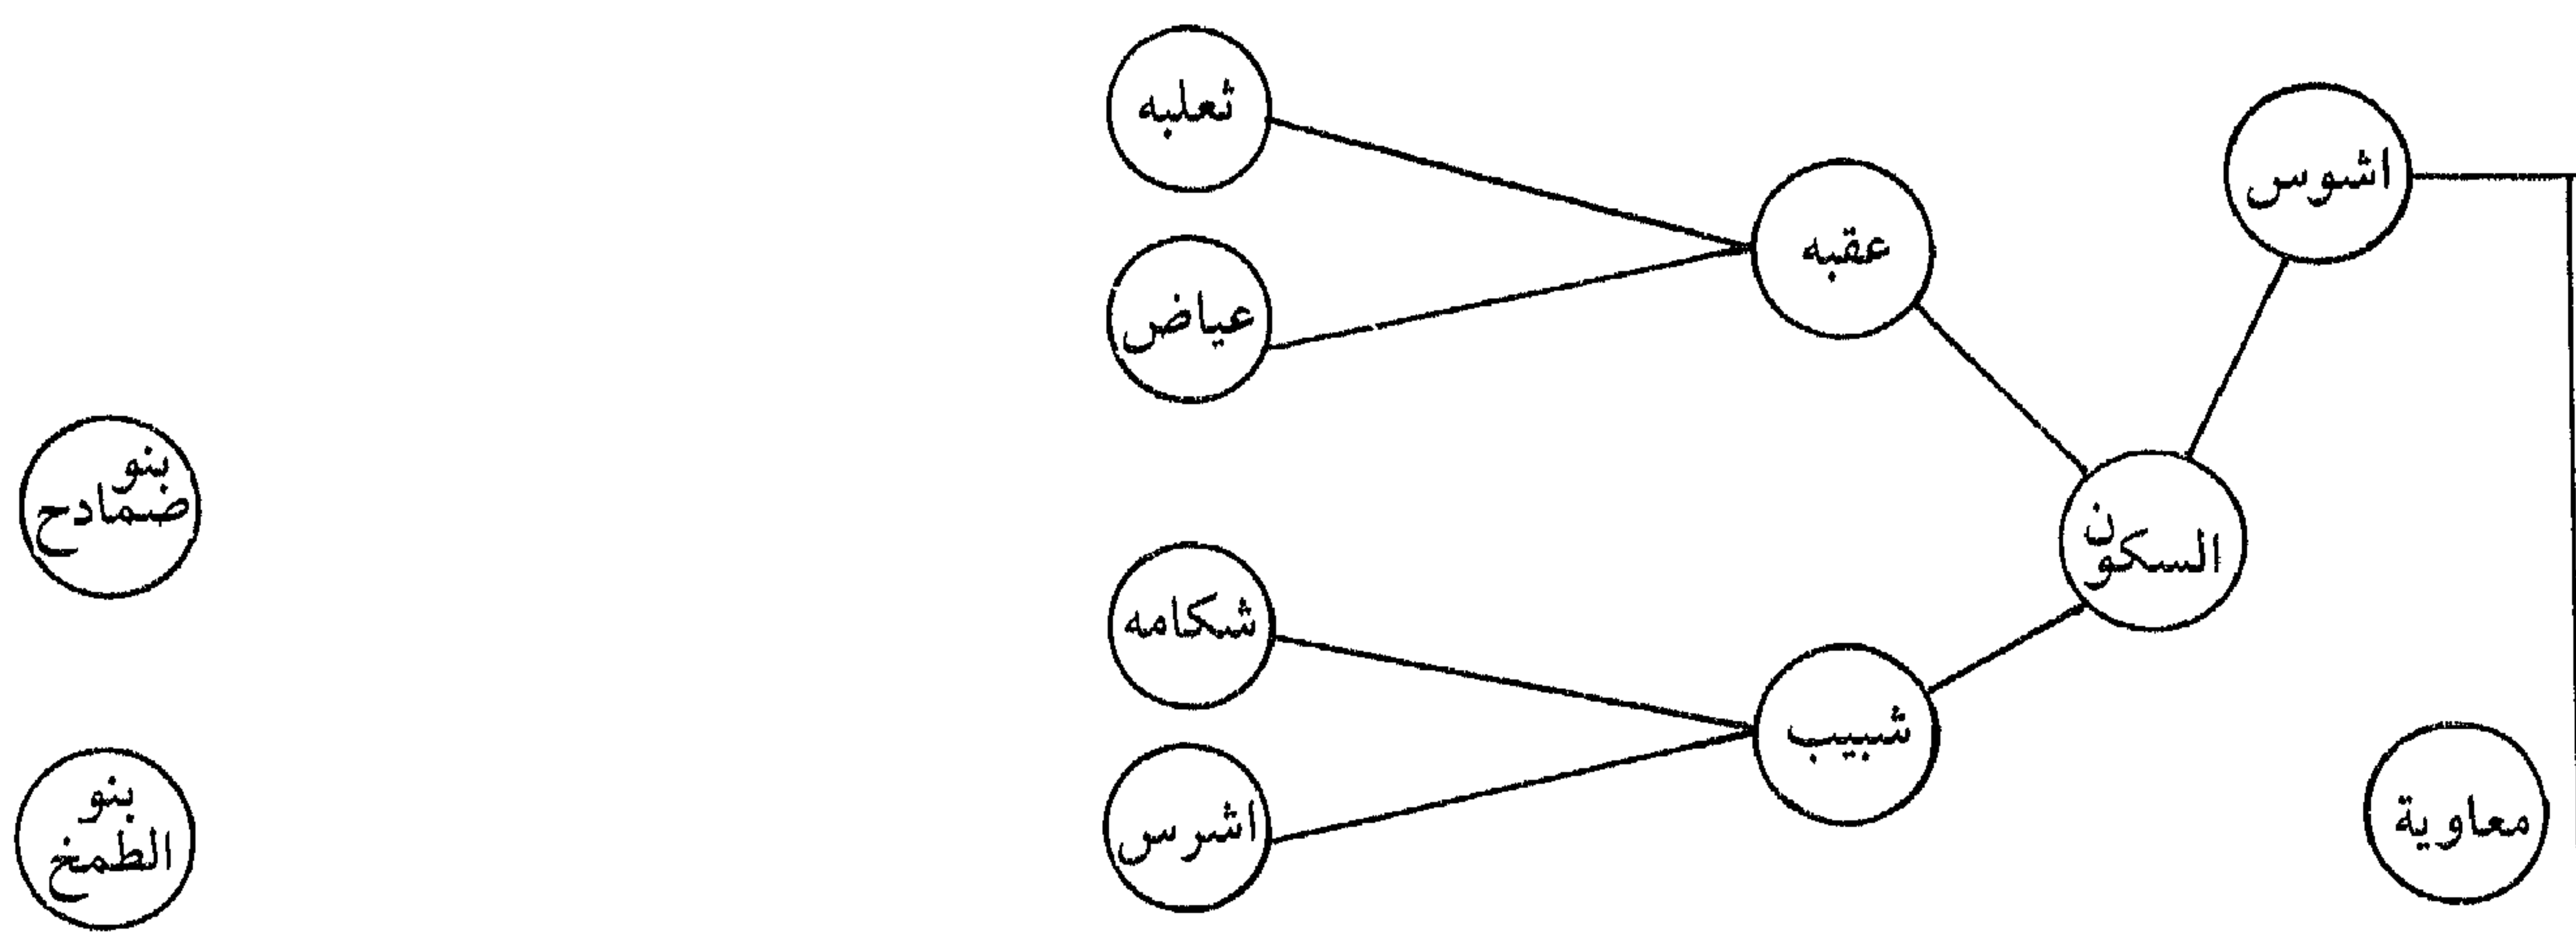 اشوس
معاوية
السكون
عقبه
شبيب
ثعلبه
عياض
شكامه
اشرس
بنو
ضمادح
بنو
الطمخ